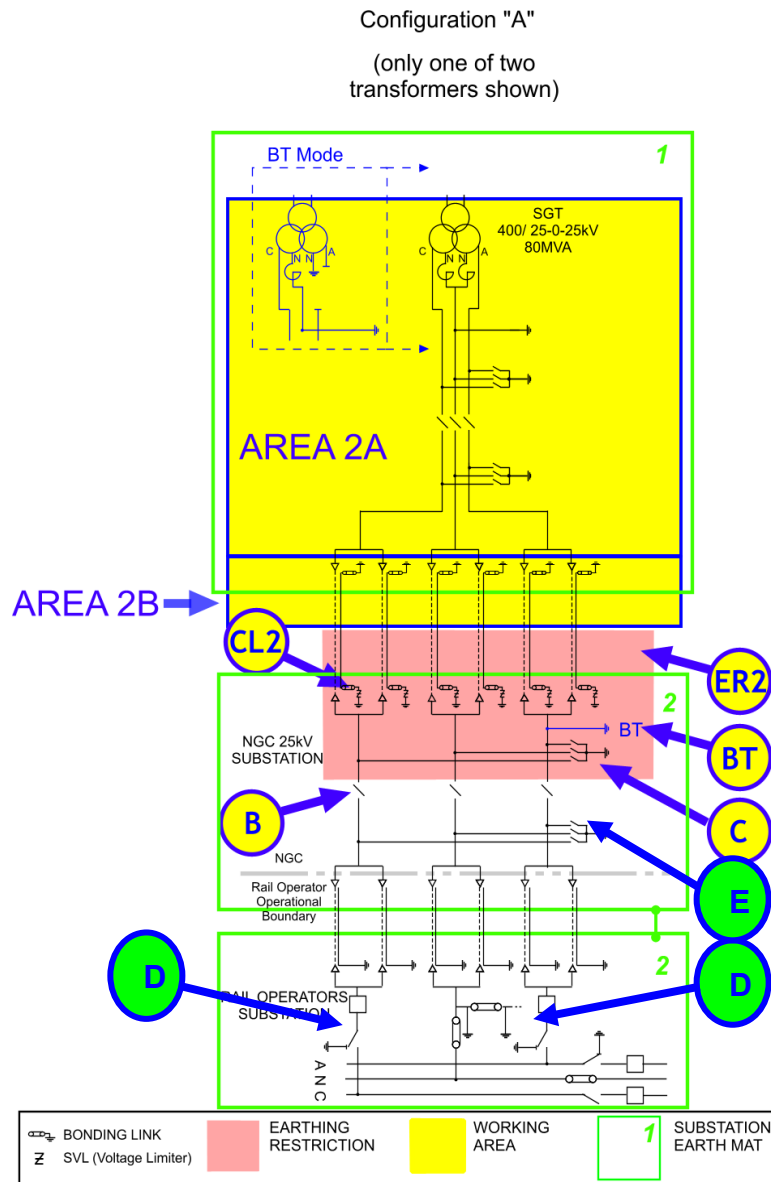 Configuration "A"
(only one of two
transformers shown)
BT Mode
1
SGT
400/ 25-0-25kV
80MVA
C
N N
A
C
N
N
A
AREA 2A
AREA 2B
CL2
ER2
2
NGC 25kV
SUBSTATION
BT
BT
B
C
NGC
Rail Operator
Operational
Boundary
E
D
2
D
RAIL OPERATORS
SUBSTATION
A N C
BONDING LINK
SVL (Voltage Limiter)
EARTHING
RESTRICTION
WORKING
AREA
1
SUBSTATION
EARTH MAT